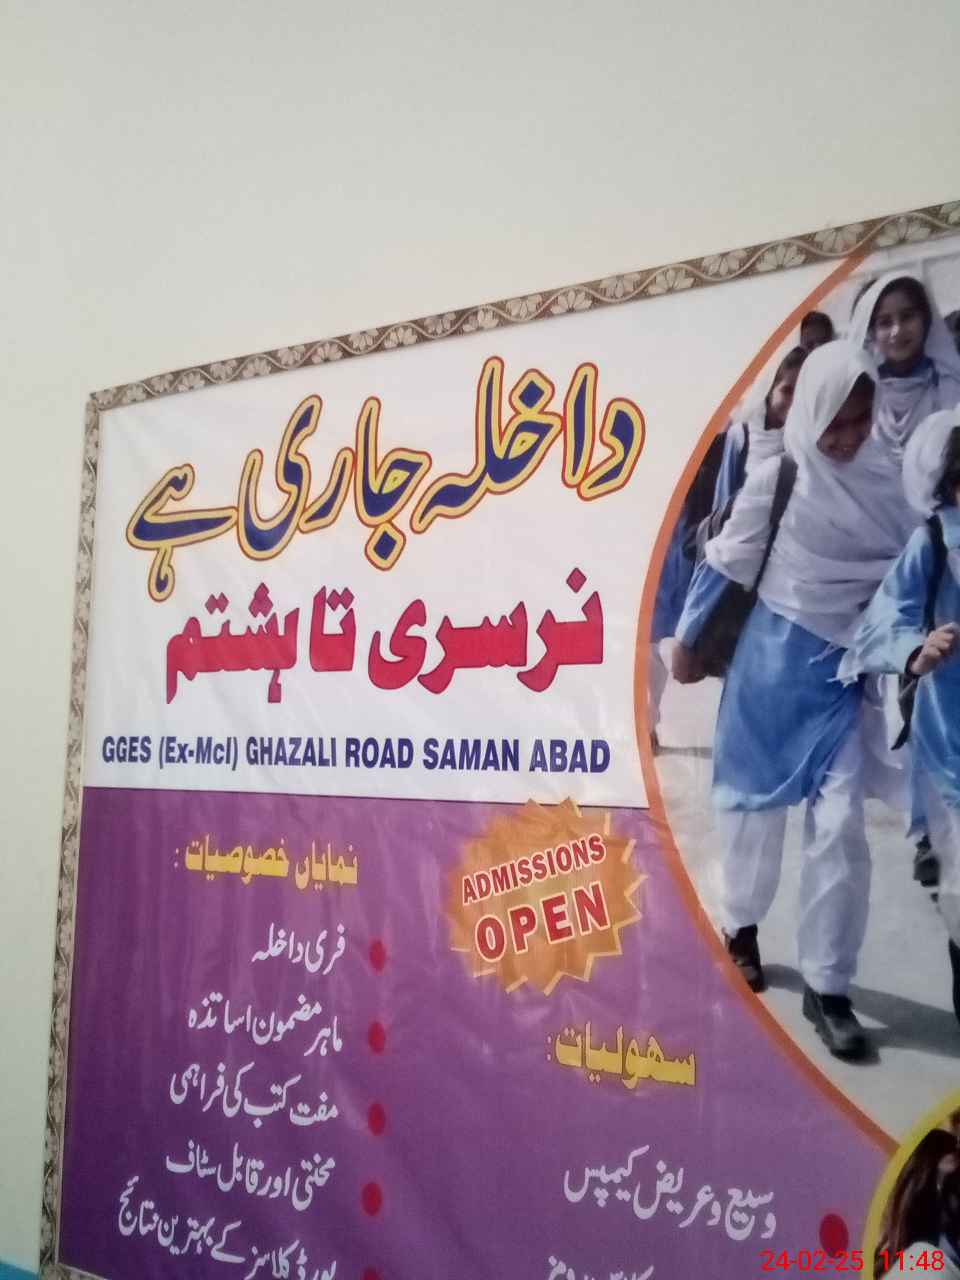 داخلہ جاری ہے
نرسری تا ہشتم
GGES (Ex-Mcl) GHAZALI ROAD SAMAN ABAD
ADMISSIONS
OPEN
نمایاں خصوصیات :
فری داخلہ
ماہر مضمون اساتذہ
مفت کتب کی فراہمی
محنتی اور قابل سٹاف
بورڈ کلاسز کے بہترین نتائج
سہولیات:
وسیع و عریض کیمپس
24-02-25 11:48